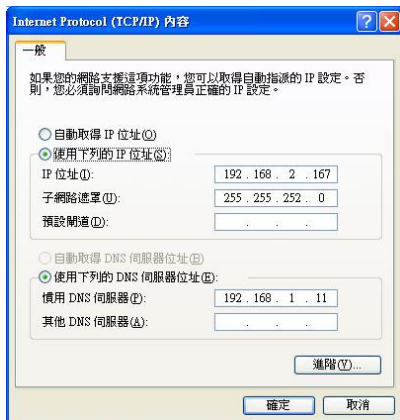 Internet Protocol (TCP/IP) 內容
一般
如果您的網路支援這項功能，您可以取得自動指派的 IP 設定。否
則，您必須詢問網路系統管理員正確的 IP 設定。
自動取得 IP 位址(O)
使用下列的 IP 位址(S):
IP 位址(I): 192 . 168 . 2 . 167
子網路遮罩(U): 255 . 255 . 252 . 0
預設閘道(D): . . .
自動取得 DNS 伺服器位址(B)
使用下列的 DNS 伺服器位址(E):
慣用 DNS 伺服器(P): 192 . 168 . 1 . 11
其他 DNS 伺服器(A): . . .
進階(V)...
確定 取消